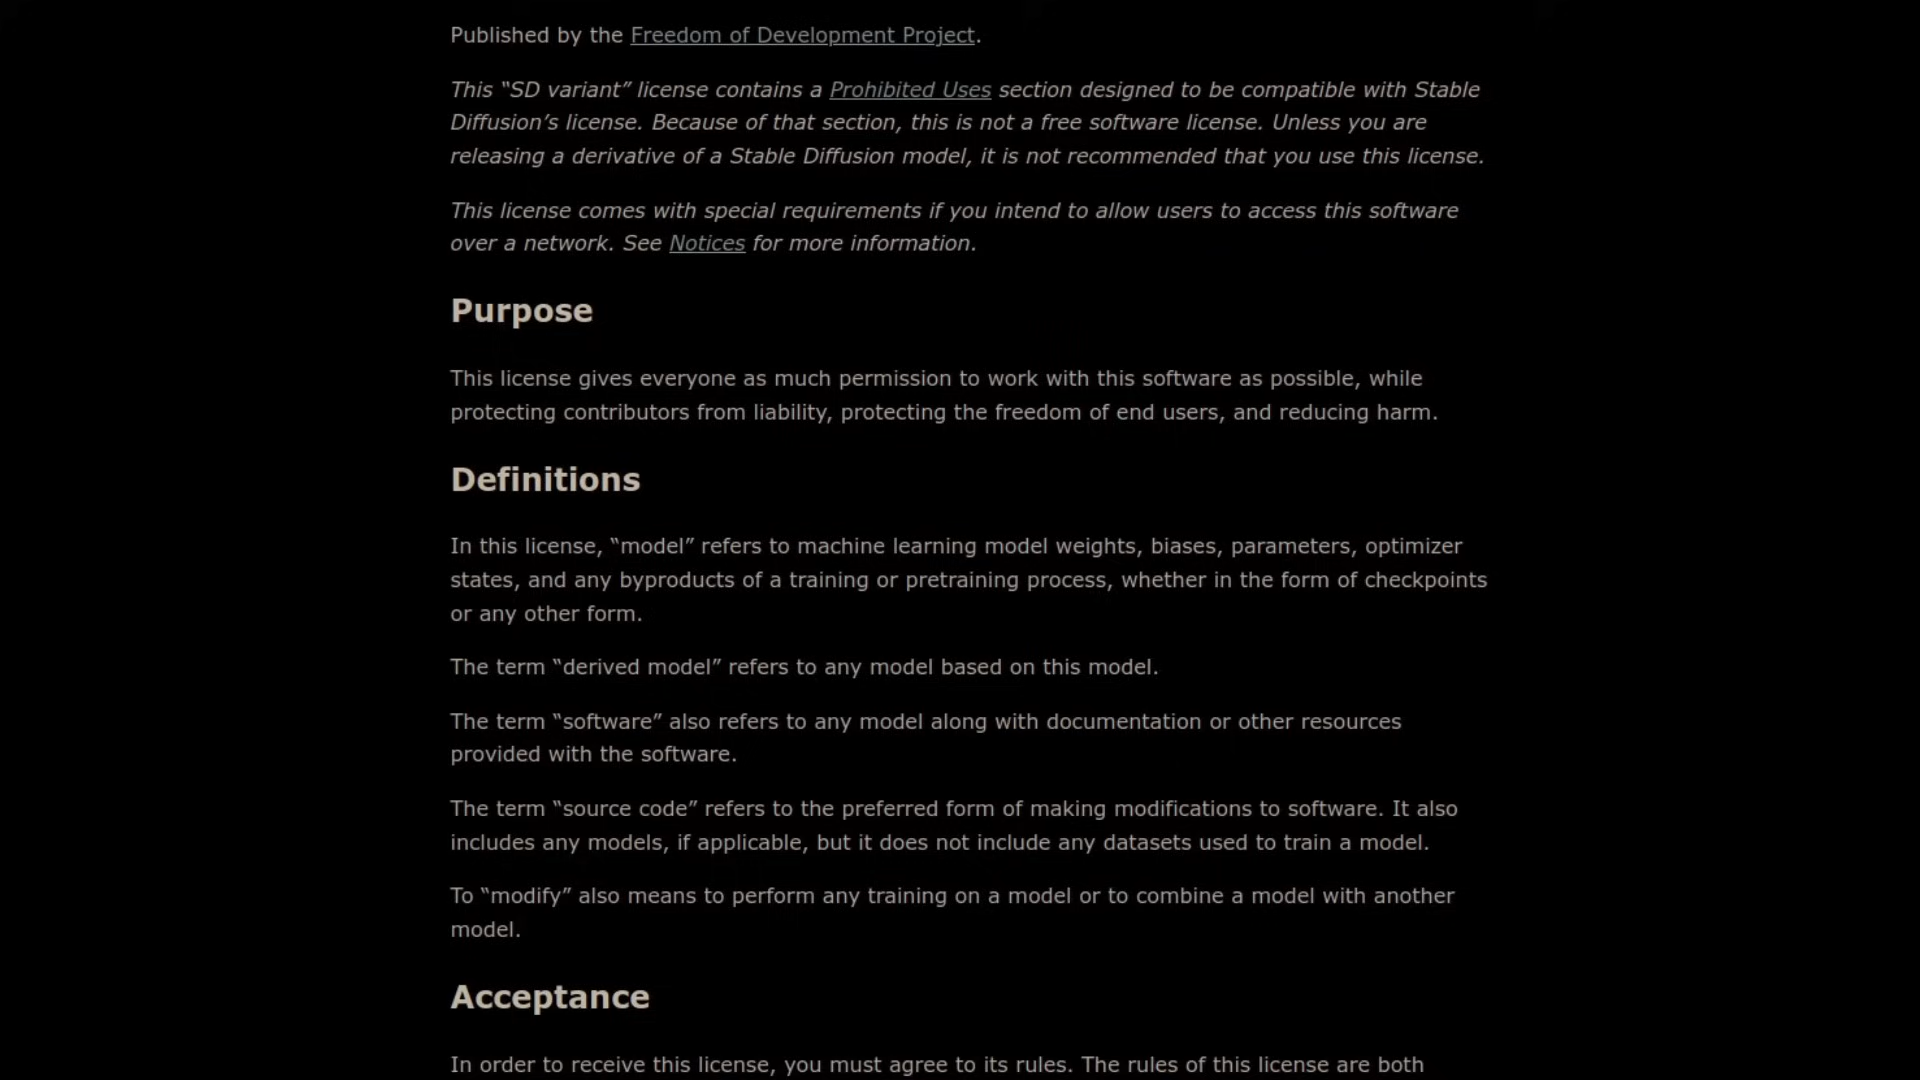 Published by the Freedom of Development Project.
This “SD variant” license contains a Prohibited Uses section designed to be compatible with Stable
Diffusion’s license. Because of that section, this is not a free software license. Unless you are
releasing a derivative of a Stable Diffusion model, it is not recommended that you use this license.
This license comes with special requirements if you intend to allow users to access this software
over a network. See Notices for more information.
Purpose
This license gives everyone as much permission to work with this software as possible, while
protecting contributors from liability, protecting the freedom of end users, and reducing harm.
Definitions
In this license, “model” refers to machine learning model weights, biases, parameters, optimizer
states, and any byproducts of a training or pretraining process, whether in the form of checkpoints
or any other form.
The term “derived model” refers to any model based on this model.
The term “software” also refers to any model along with documentation or other resources
provided with the software.
The term “source code” refers to the preferred form of making modifications to software. It also
includes any models, if applicable, but it does not include any datasets used to train a model.
To “modify” also means to perform any training on a model or to combine a model with another
model.
Acceptance
In order to receive this license, you must agree to its rules. The rules of this license are both